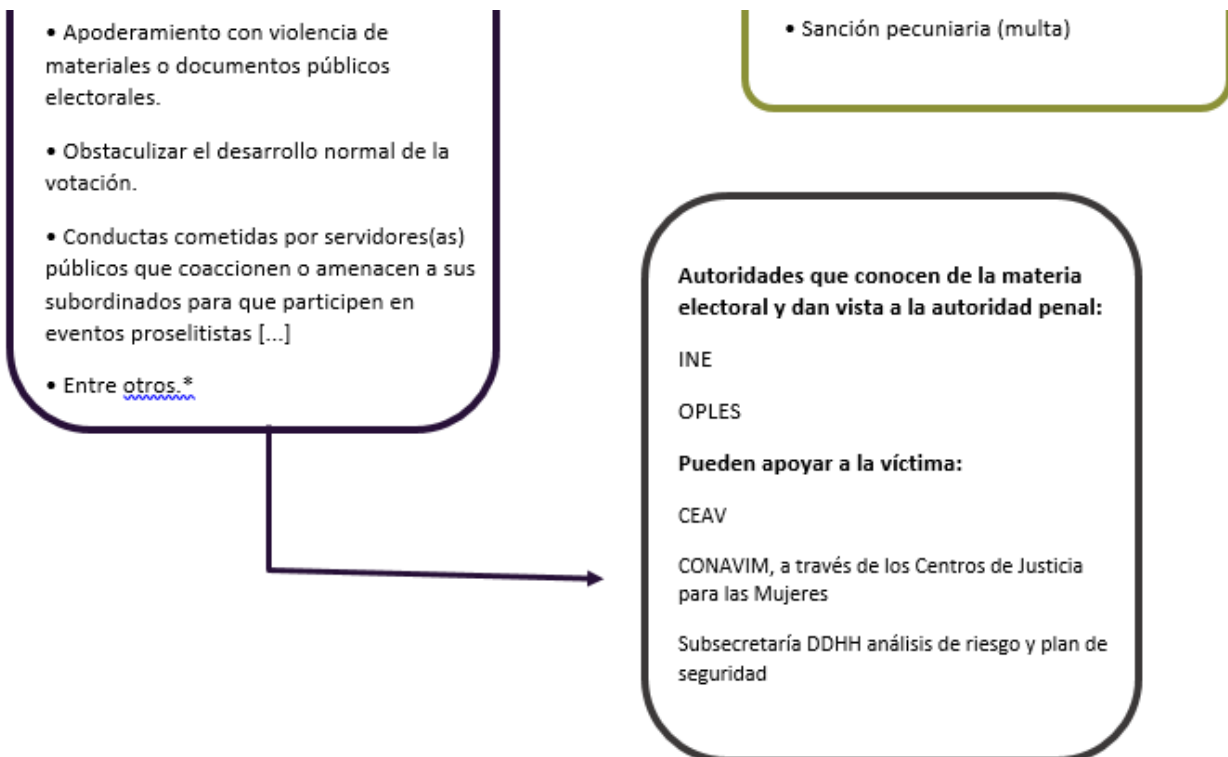 • Apoderamiento con violencia de
materiales o documentos públicos
electorales.
• Obstaculizar el desarrollo normal de la
votación.
• Conductas cometidas por servidores(as)
públicos que coaccionen o amenacen a sus
subordinados para que participen en
eventos proselitistas [...]
• Entre otros.*
• Sanción pecuniaria (multa)
Autoridades que conocen de la materia
electoral y dan vista a la autoridad penal:
INE
OPLES
Pueden apoyar a la víctima:
CEAV
CONAVIM, a través de los Centros de Justicia
para las Mujeres
Subsecretaría DDHH análisis de riesgo y plan de
seguridad